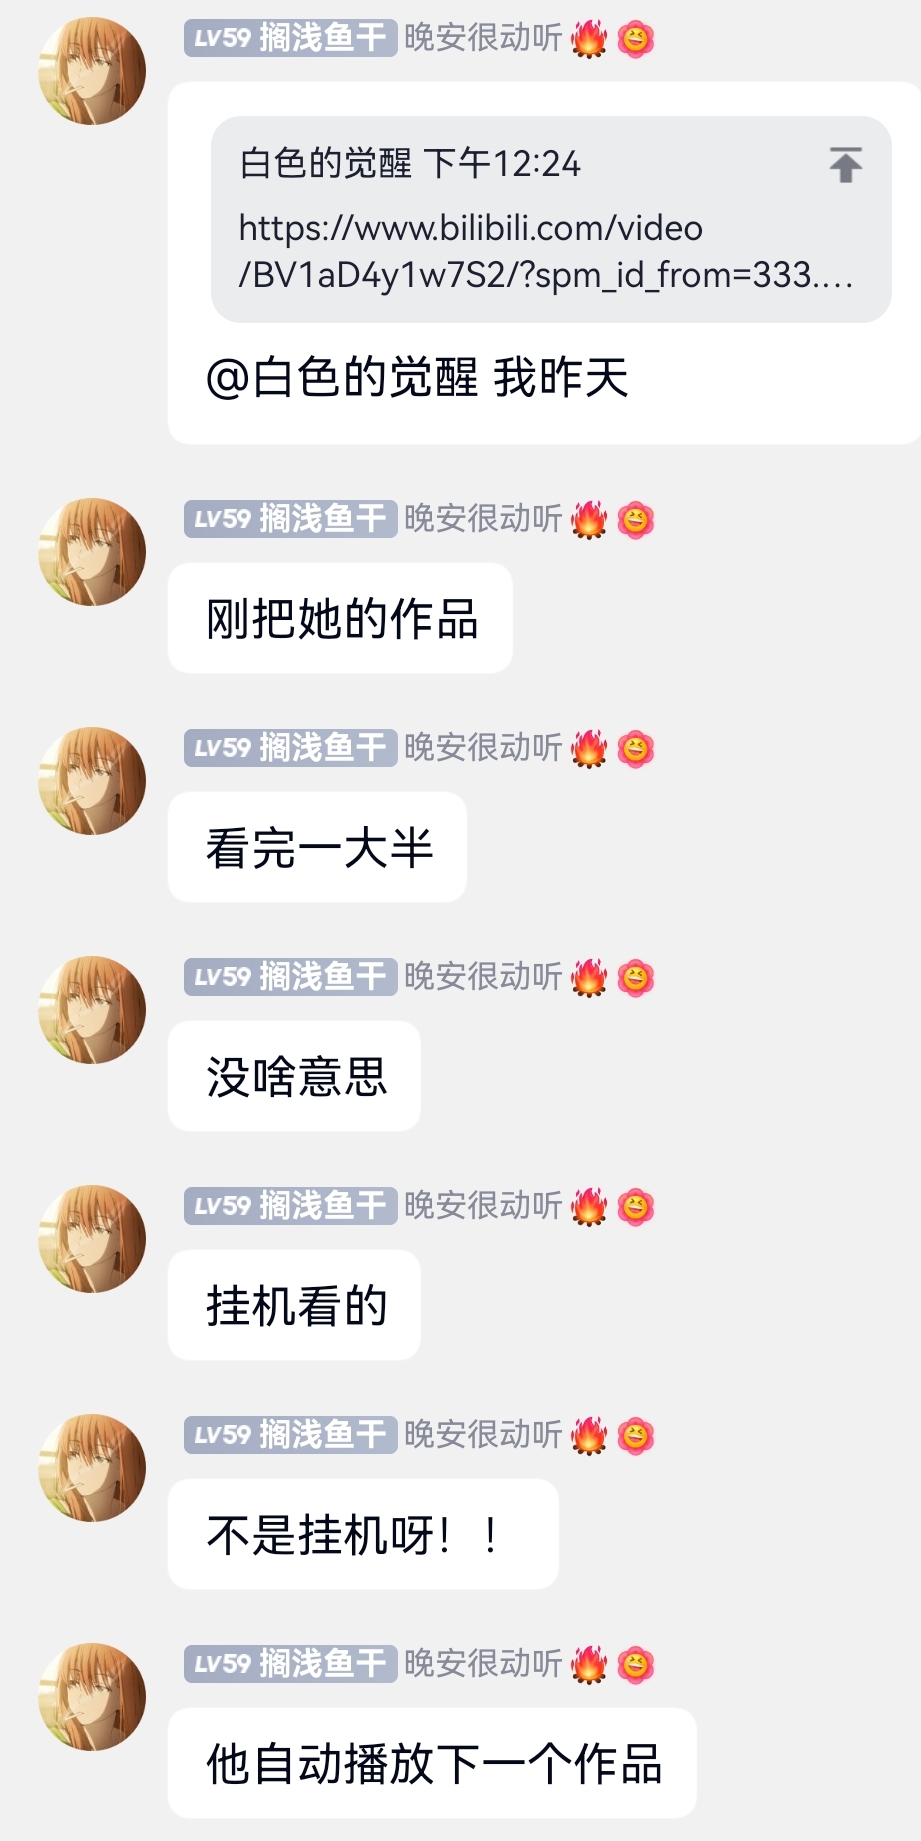 LV59 搁浅鱼干 晚安很动听🔥
白色的觉醒 下午12:24
https://www.bilibili.com/video
/BV1aD4y1w7S2/?spm_id_from=333....
@白色的觉醒 我昨天
LV59 搁浅鱼干 晚安很动听🔥
刚把她的作品
LV59 搁浅鱼干 晚安很动听🔥
看完一大半
LV59 搁浅鱼干 晚安很动听🔥
没啥意思
LV59 搁浅鱼干 晚安很动听🔥
挂机看的
LV59 搁浅鱼干 晚安很动听🔥
不是挂机呀！！
LV59 搁浅鱼干 晚安很动听🔥
他自动播放下一个作品